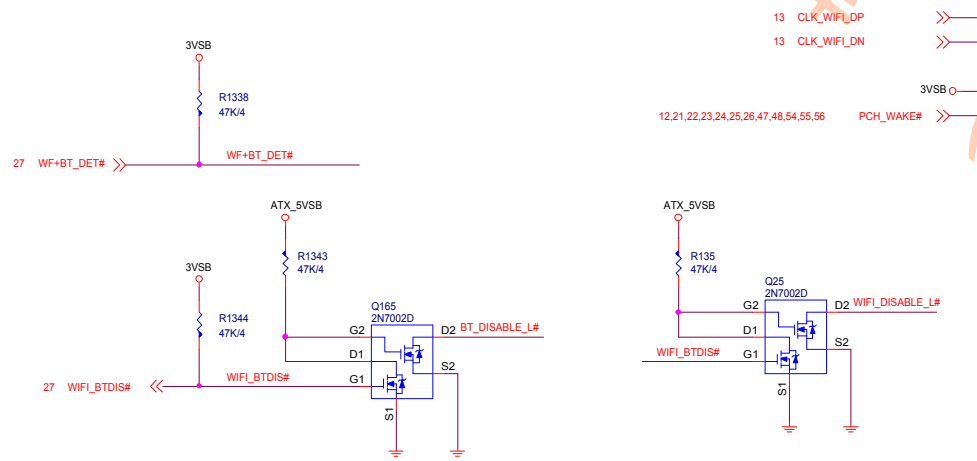 13 CLK_WIFI_DP
13 CLK_WIFI_DN
3VSB
R1338
47K/4
3VSB
12,21,22,23,24,25,26,47,48,54,55,56 PCH_WAKE#
27 WF+BT_DET# WF+BT_DET#
ATX_5VSB
R1343
47K/4
3VSB
R1344
47K/4
Q165
2N7002D
G2 D2 BT_DISABLE_L#
D1
S2
27 WIFI_BTDIS# WIFI_BTDIS# G1
S1
ATX_5VSB
R135
47K/4
Q25
2N7002D
G2 D2 WIFI_DISABLE_L#
D1
S2
WIFI_BTDIS# G1
S1